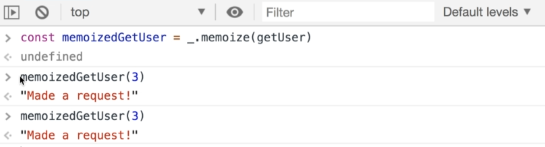 top Filter Default levels
const memoizedGetUser = _.memoize(getUser)
undefined
memoizedGetUser(3)
"Made a request!"
memoizedGetUser(3)
"Made a request!"